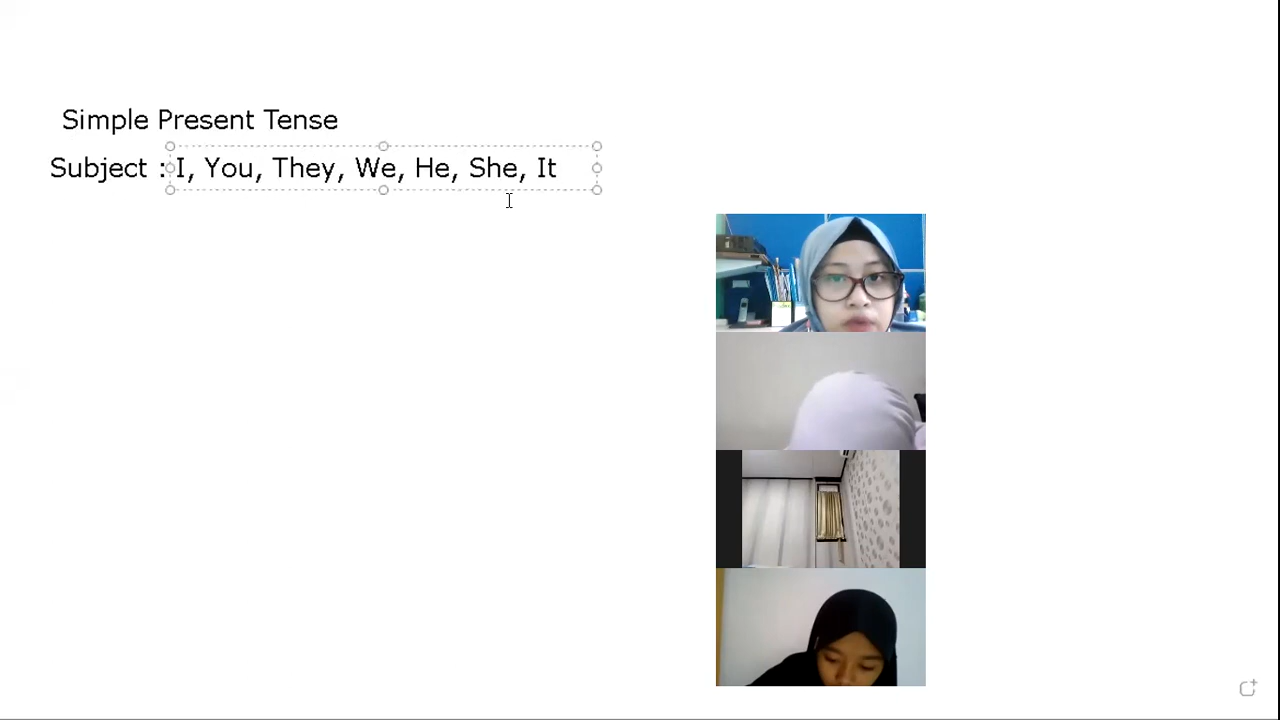 Simple Present Tense
Subject : I, You, They, We, He, She, It